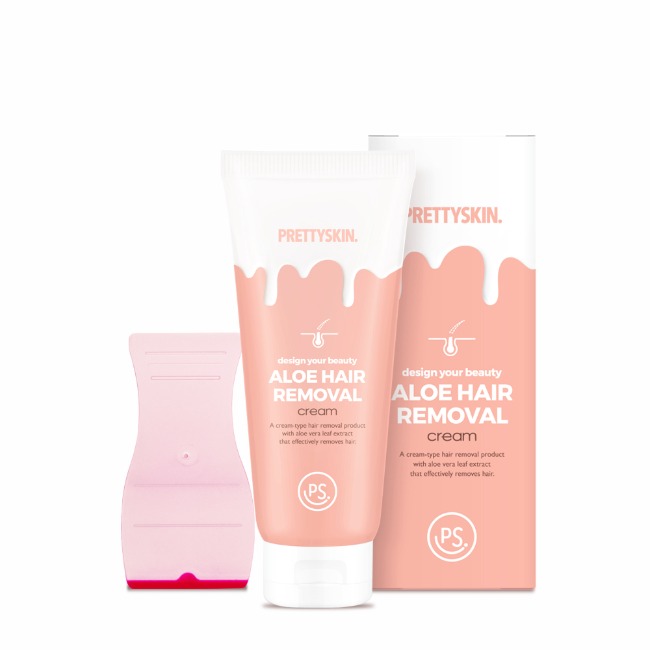 PRETTYSKIN.
design your beauty
ALOE HAIR
REMOVAL
cream
A cream-type hair removal product
with aloe vera leaf extract
that effectively removes hair.
PS.
PRETTYSKIN.
design your beauty
ALOE HAIR
REMOVAL
cream
A cream-type hair removal product
with aloe vera leaf extract
that effectively removes hair.
PS.